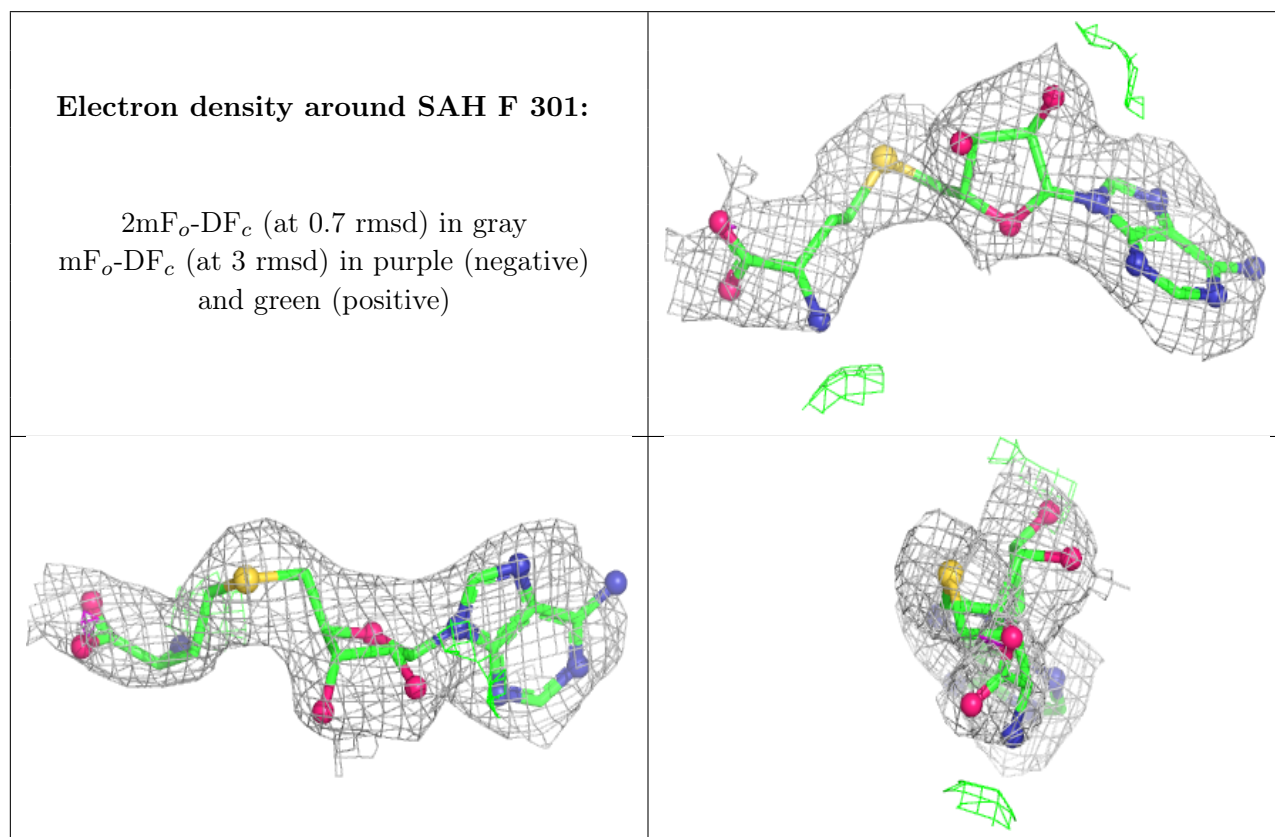 Electron density around SAH F 301:
2mFo-DFc (at 0.7 rmsd) in gray
mFo-DFc (at 3 rmsd) in purple (negative)
and green (positive)